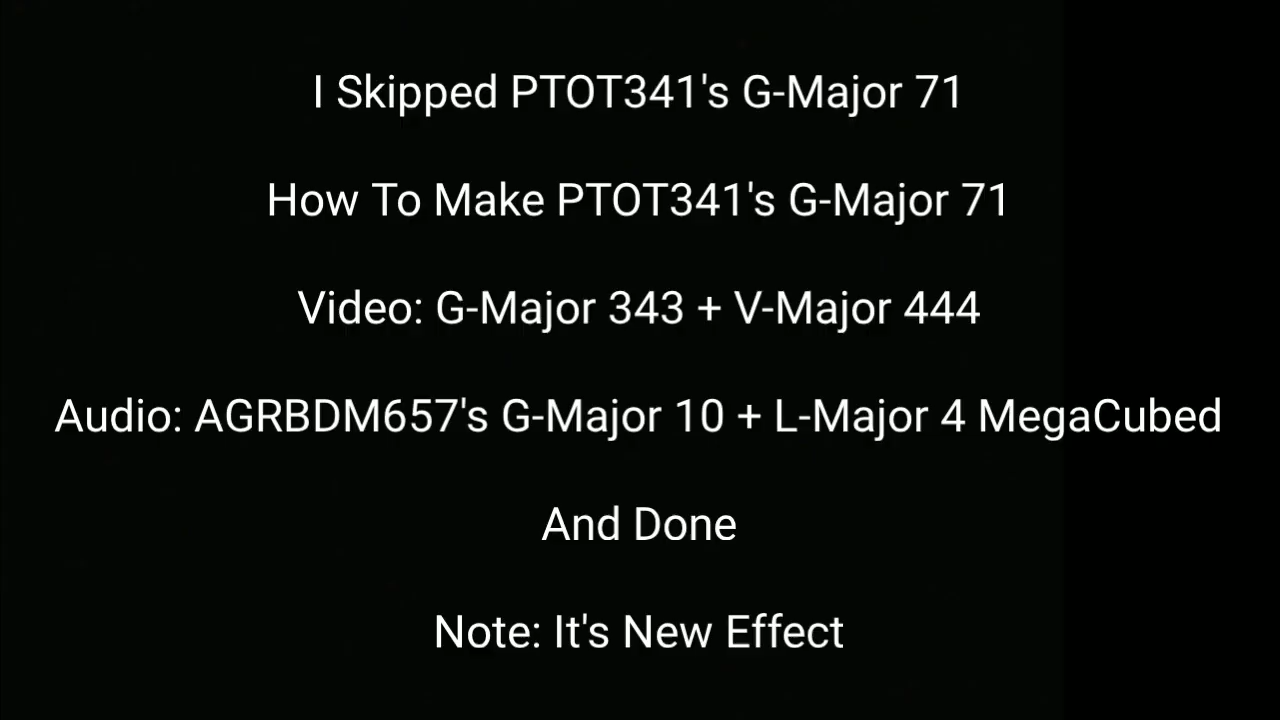 I Skipped PTOT341's G-Major 71
How To Make PTOT341's G-Major 71
Video: G-Major 343 + V-Major 444
Audio: AGRBDM657's G-Major 10 + L-Major 4 MegaCubed
And Done
Note: It's New Effect